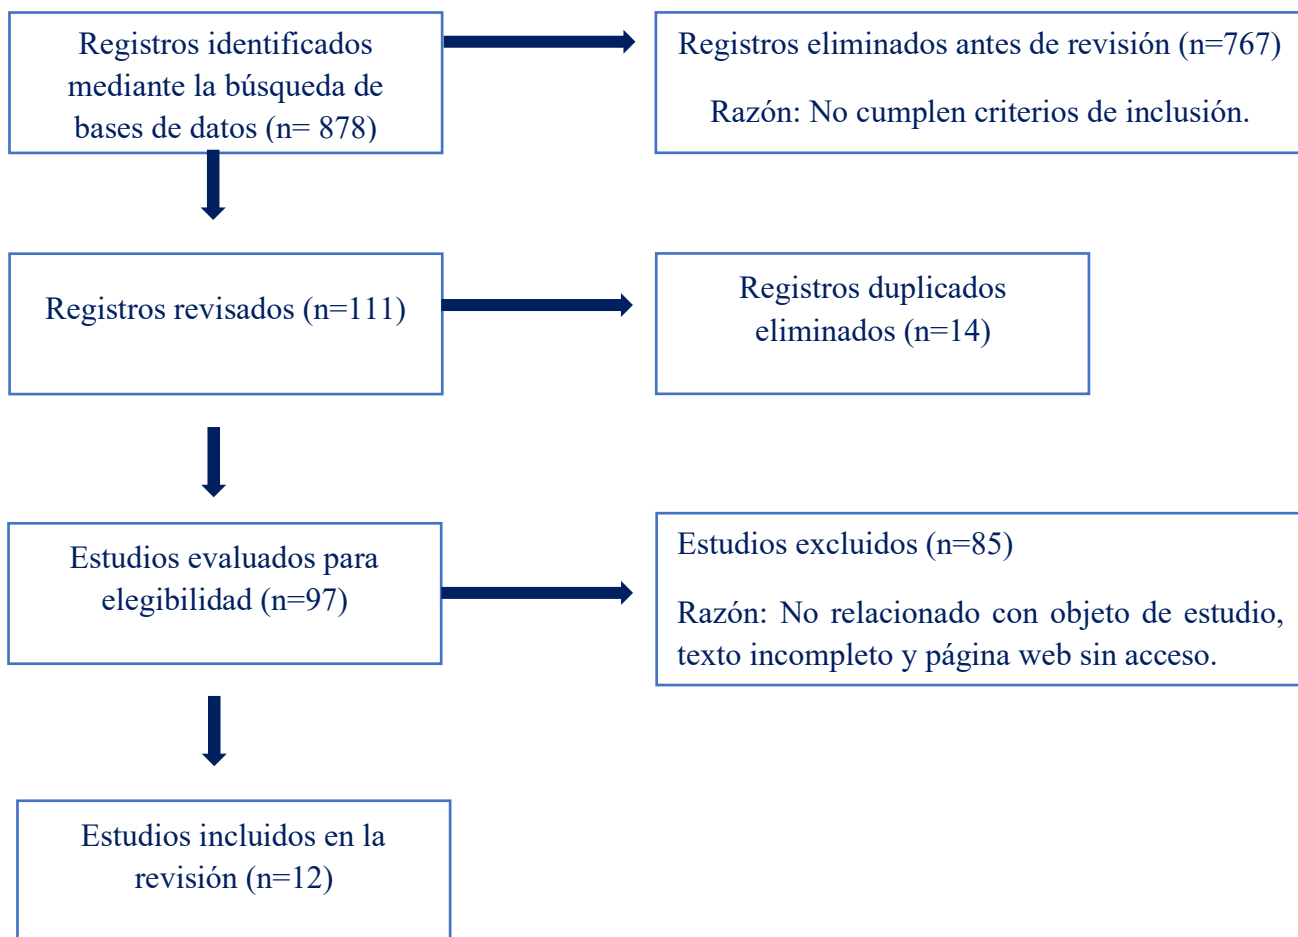 Registros identificados
mediante la búsqueda de
bases de datos (n= 878)
Registros eliminados antes de revisión (n=767)
Razón: No cumplen criterios de inclusión.
Registros revisados (n=111)
Registros duplicados
eliminados (n=14)
Estudios evaluados para
elegibilidad (n=97)
Estudios excluidos (n=85)
Razón: No relacionado con objeto de estudio,
texto incompleto y página web sin acceso.
Estudios incluidos en la
revisión (n=12)